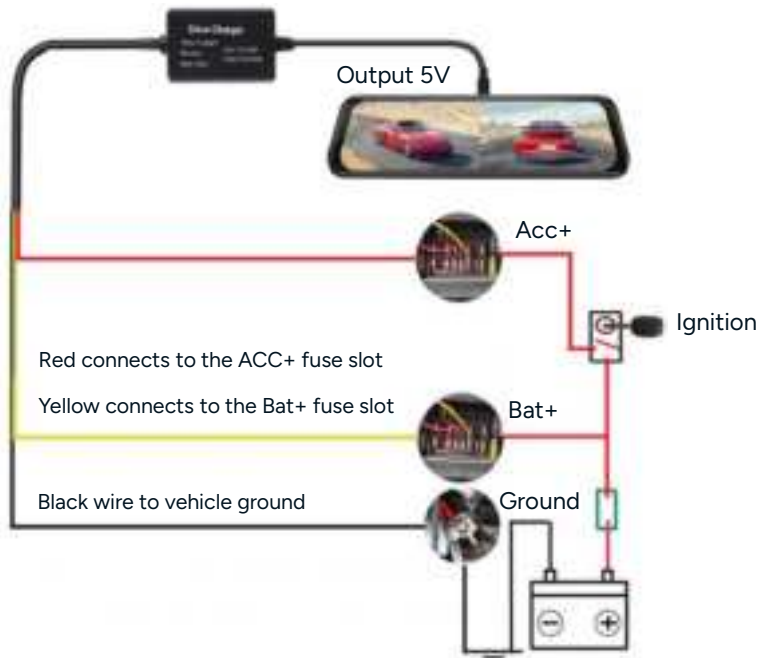 Output 5V
Acc+
Ignition
Red connects to the ACC+ fuse slot
Yellow connects to the Bat+ fuse slot
Bat+
Black wire to vehicle ground
Ground